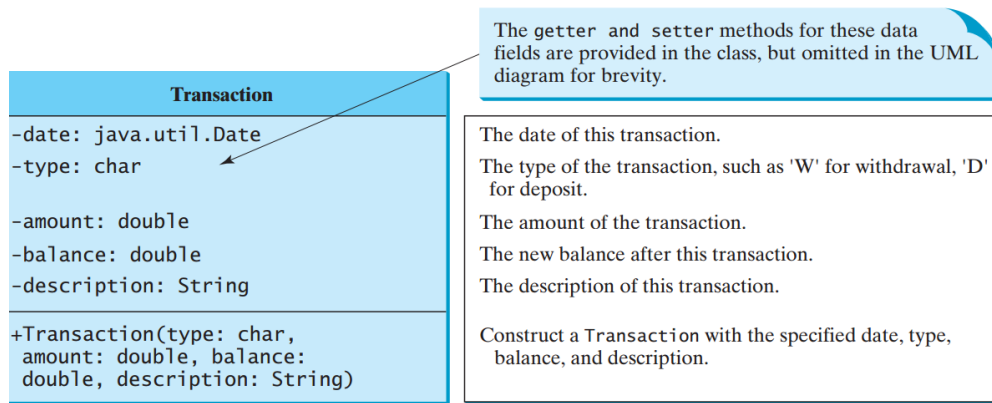 The getter and setter methods for these data
fields are provided in the class, but omitted in the UML
diagram for brevity.
Transaction
-date: java.util.Date
The date of this transaction.
-type: char
The type of the transaction, such as 'W' for withdrawal, 'D'
for deposit.
-amount: double
The amount of the transaction.
-balance: double
The new balance after this transaction.
-description: String
The description of this transaction.
+Transaction(type: char,
amount: double, balance:
double, description: String)
Construct a Transaction with the specified date, type,
balance, and description.